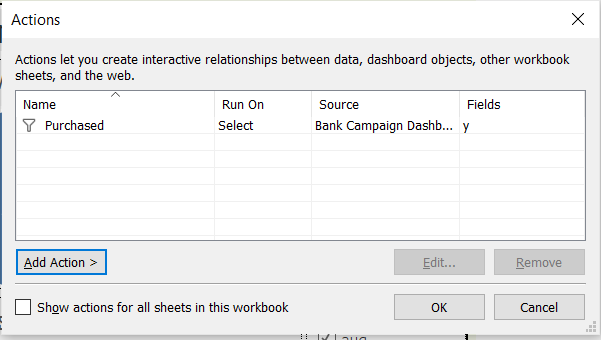 Actions
Actions let you create interactive relationships between data, dashboard objects, other workbook
sheets, and the web.
Name Run On Source Fields
Purchased Select Bank Campaign Dashb... y
Add Action > Edit... Remove
Show actions for all sheets in this workbook OK Cancel
aug